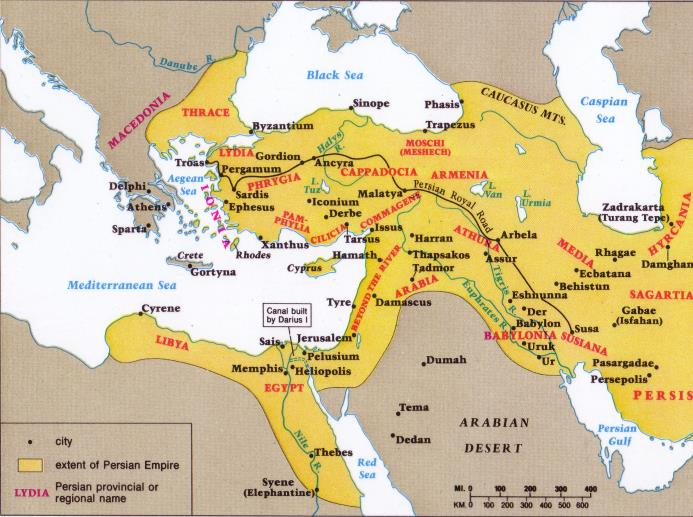 Danube R.
Black Sea
CAUCASUS MTS.
Caspian
Sea
MACEDONIA
THRACE
Byzantium
Sinope
Phasis
Trapezus
MOSCHI
(MESHECH)
Halys
R.
Troas
LYDIA
Gordion
Ancyra
Pergamum
PHRYGIA
CAPPADOCIA
ARMENIA
Delphi
Aegean
Sea
IONIA
Sardis
L.
Tuz
Malatya
Persian Royal Road
L.
Van
L.
Urmia
Athens
Ephesus
Iconium
Derbe
COMMAGENE
Zadrakarta
(Turang Tepe)
HYRCANIA
Sparta
PAM-
PHYLIA
CILICIA
Tarsus
Issus
Harran
ATHURA
Arbela
Xanthus
Crete
Rhodes
Gortyna
Cyprus
Hamath
Thapsakos
Assur
MEDIA
Rhagae
Damghan
Mediterranean Sea
BEYOND THE RIVER
Tadmor
ARABIA
Tigris R.
Ecbatana
Behistun
SAGARTIA
Cyrene
Tyre
Damascus
Euphrates R.
Eshnunna
Der
Babylon
Gabae
(Isfahan)
Canal built
by Darius I
LIBYA
Sais
Jerusalem
Pelusium
BABYLONIA
Susa
SUSIANA
Uruk
Ur
Memphis
Heliopolis
EGYPT
Dumah
Pasargadae
Persepolis
PERSIS
Tema
Dedan
ARABIAN
DESERT
Persian
Gulf
Nile R.
Thebes
Red
Sea
Syene
(Elephantine)
city
extent of Persian Empire
LYDIA Persian provincial or
regional name
MI. 0 100 200 300 400
KM. 0 100 300